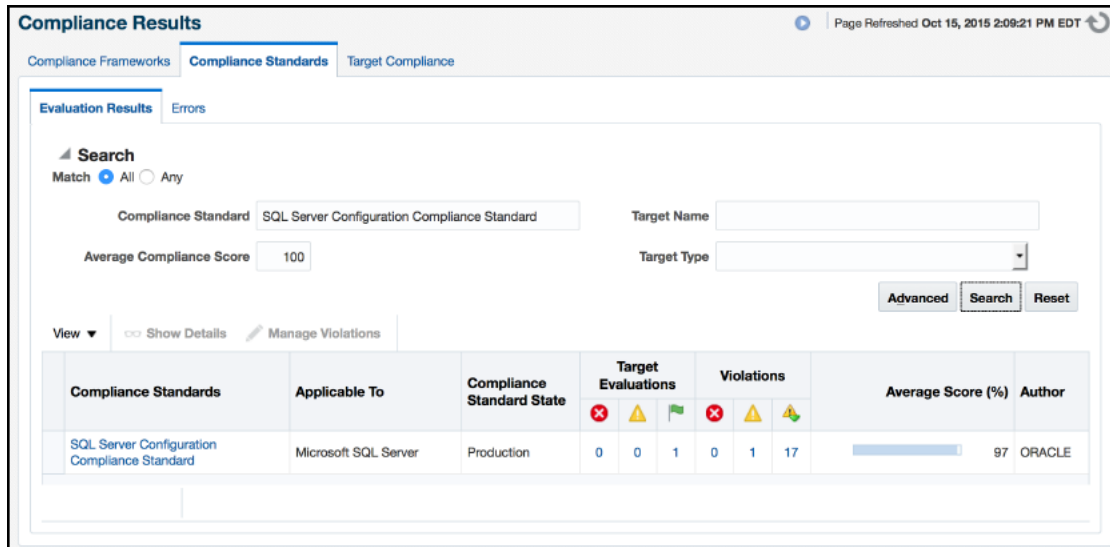 Compliance Results
Page Refreshed Oct 15, 2015 2:09:21 PM EDT
Compliance Frameworks Compliance Standards Target Compliance
Evaluation Results Errors
Search
Match All Any
Compliance Standard SQL Server Configuration Compliance Standard Target Name
Average Compliance Score 100 Target Type
Advanced Search Reset
View Show Details Manage Violations
Compliance Standards Applicable To Compliance Standard State Target Evaluations Violations Average Score (%) Author
SQL Server Configuration Compliance Standard Microsoft SQL Server Production 0 0 1 0 1 17 97 ORACLE